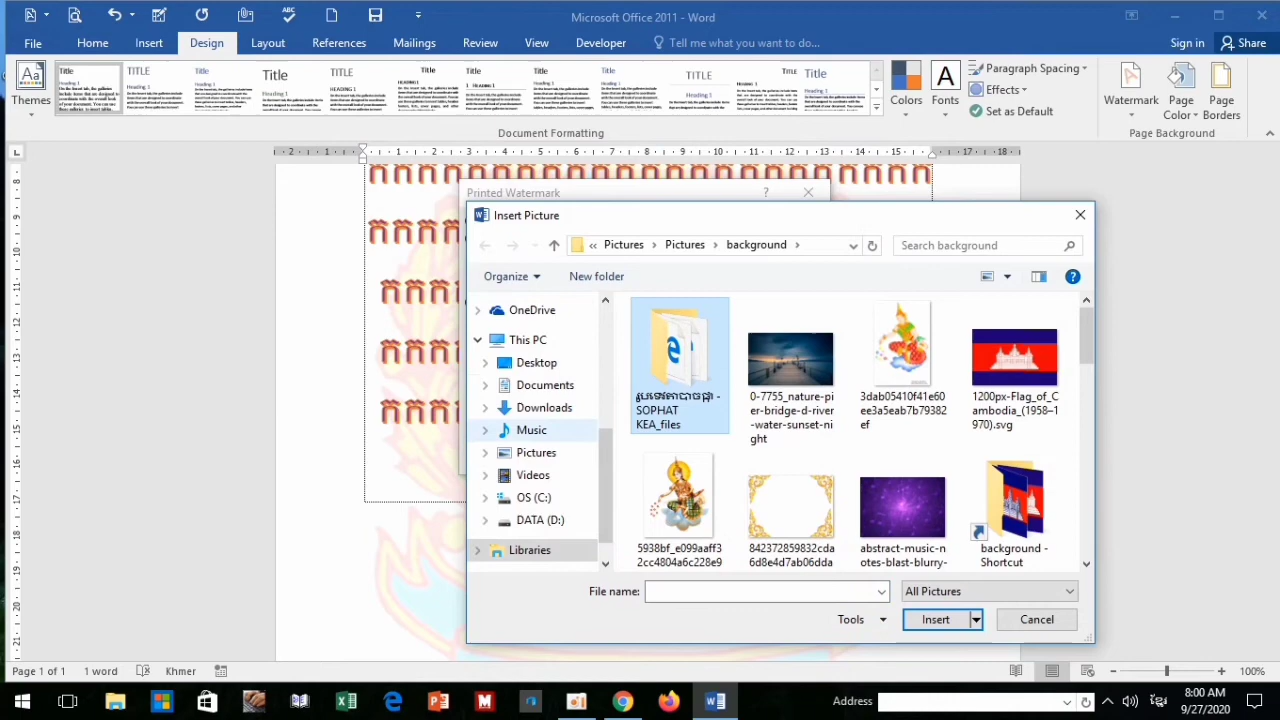 Microsoft Office 2011 - Word
File Home Insert Design Layout References Mailings Review View Developer Tell me what you want to do... Sign in Share
Themes
Colors
Fonts
Paragraph Spacing
Effects
Set as Default
Watermark
Page Color
Page Borders
Document Formatting
Page Background
Printed Watermark
Insert Picture
Pictures Pictures background
Search background
Organize New folder
OneDrive
This PC
Desktop
Documents
Downloads
Music
Pictures
Videos
OS (C:)
DATA (D:)
Libraries
SOPHAT
KEA_files
0-7755_nature-pi
er-bridge-d-river
-water-sunset-ni
ght
3dab05410f41e60
ee3a5eab7b79382
ef
1200px-Flag_of_C
ambodia_(1958–1
970).svg
5938bf_e099aaff3
2cc4804a6c228e9
842372859832cda
6d8e4d7ab06dda
abstract-music-n
otes-blast-blurry-
background -
Shortcut
File name:
All Pictures
Tools Insert Cancel
Page 1 of 1 1 word Khmer 100%
Address
8:00 AM
9/27/2020